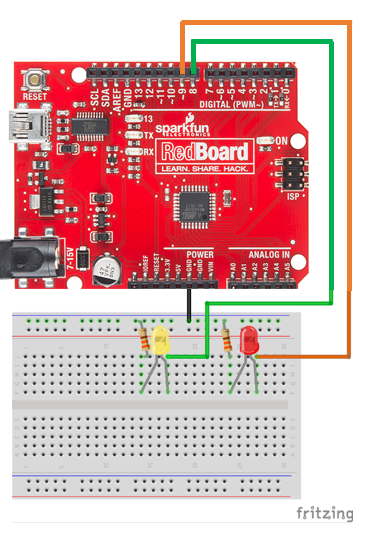 RESET
SCL
SDA
AREF
GND
13
12
~11
~10
~9
8
7
~6
~5
4
~3
2
TX→1
RX←0
DIGITAL (PWM~)
13
TX
RX
sparkfun
ELECTRONICS
RedBoard
LEARN. SHARE. HACK.
ON
ISP
7-15V
POWER
ANALOG IN
IOREF
RESET
3.3V
5V
GND
GND
VIN
A0
A1
A2
A3
A4
A5
fritzing